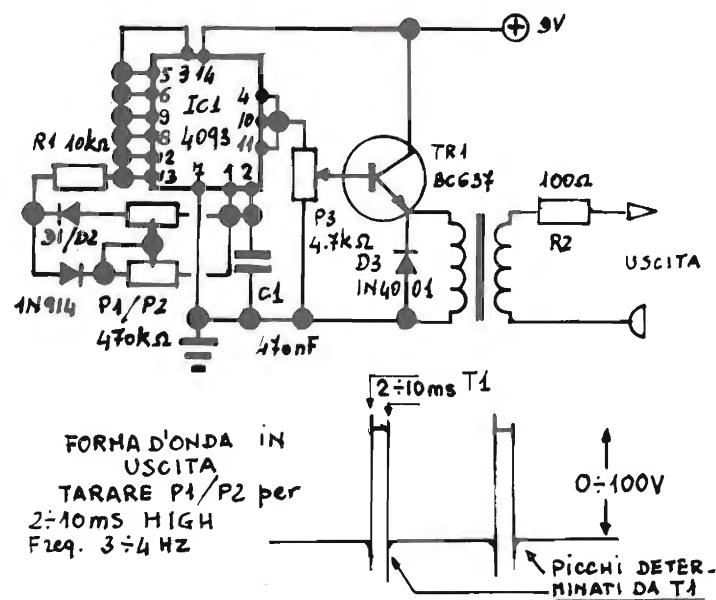 9V
5 3 14
6 IC1 4
9 4093 10
8 11
12
13 7 1 2
R1 10kΩ
D1/D2
1N914
P1/P2
470kΩ
C1
470nF
P3
4.7kΩ
TR1
BC637
D3
IN4001
100Ω
R2
USCITA
2÷10ms T1
FORMA D'ONDA IN
USCITA
TARARE P1/P2 per
2÷10ms HIGH
Freq. 3÷4 HZ
0÷100V
PICCHI DETER-
MINATI DA T1